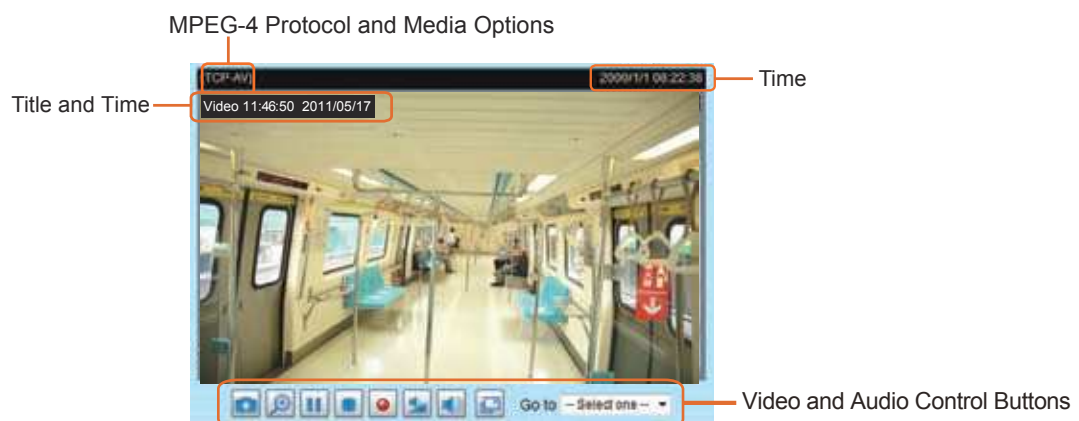 MPEG-4 Protocol and Media Options
(TCP-AV)
2009/1/1 08:22:38
Time
Title and Time
Video 11:46:50 2011/05/17
Go to -- Select one --
Video and Audio Control Buttons